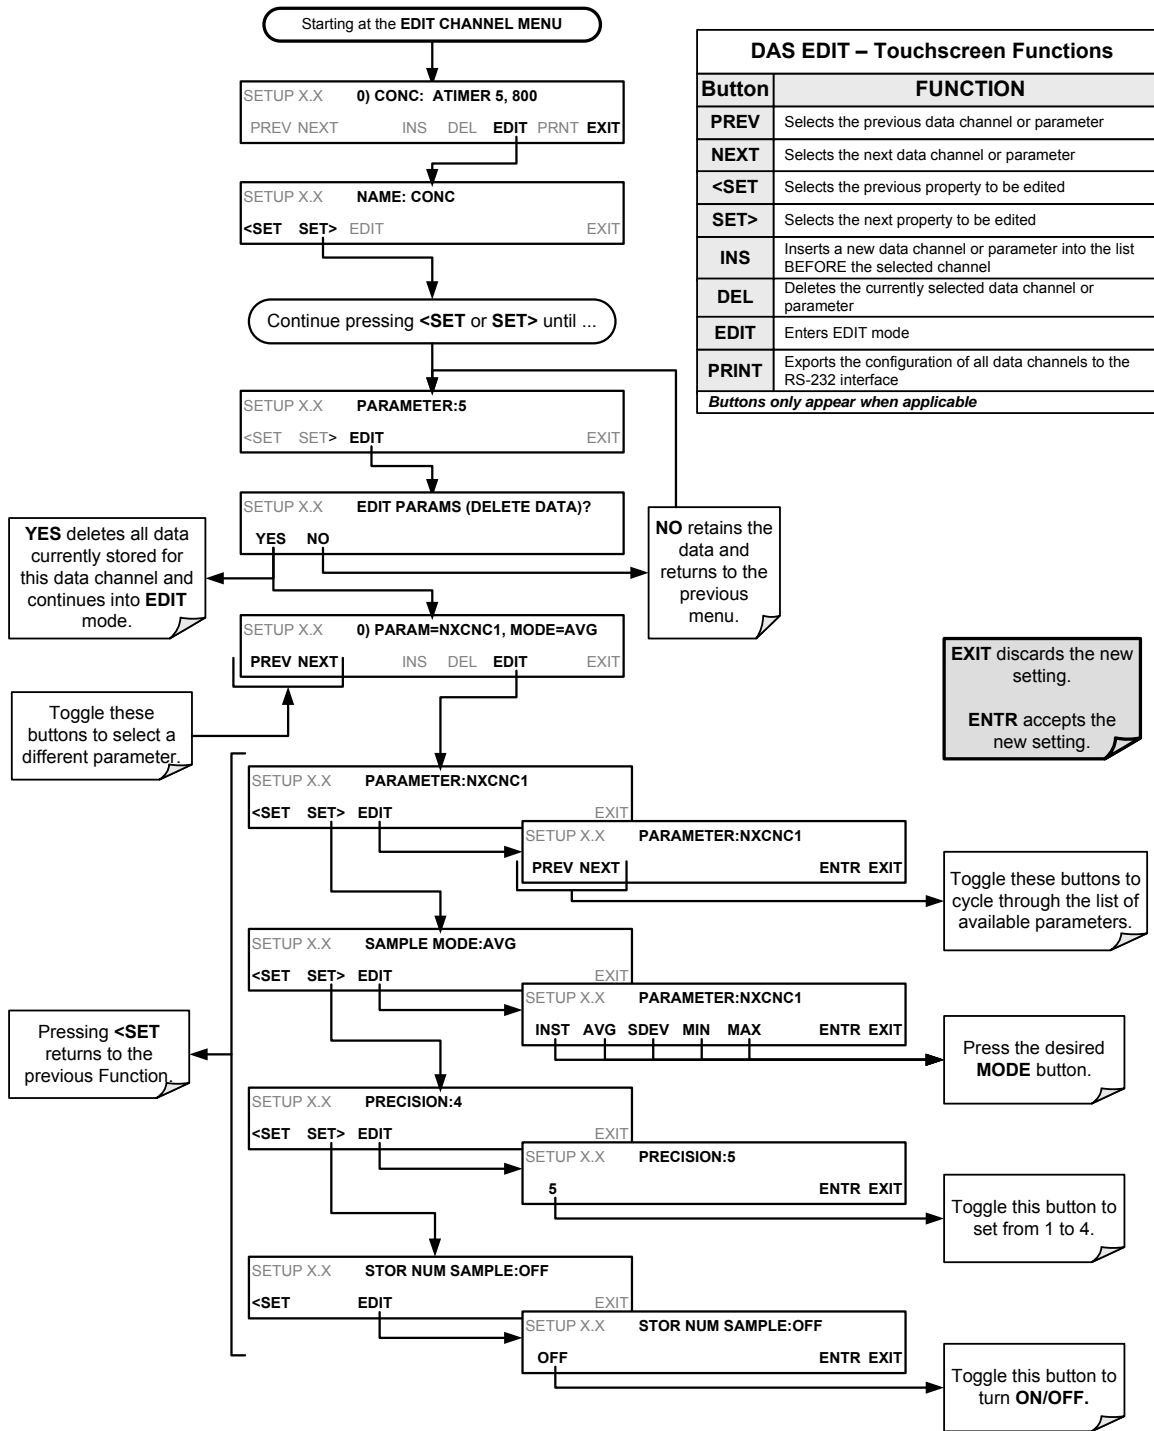 Starting at the EDIT CHANNEL MENU
SETUP X.X 0) CONC: ATIMER 5, 800
PREV NEXT INS DEL EDIT PRNT EXIT
SETUP X.X NAME: CONC
<SET SET> EDIT EXIT
Continue pressing <SET or SET> until ...
SETUP X.X PARAMETER:5
<SET SET> EDIT EXIT
SETUP X.X EDIT PARAMS (DELETE DATA)?
YES NO
YES deletes all data
currently stored for
this data channel and
continues into EDIT
mode.
NO retains the
data and
returns to the
previous
menu.
SETUP X.X 0) PARAM=NXCNC1, MODE=AVG
PREV NEXT INS DEL EDIT EXIT
Toggle these
buttons to select a
different parameter.
DAS EDIT – Touchscreen Functions
Button FUNCTION
PREV Selects the previous data channel or parameter
NEXT Selects the next data channel or parameter
<SET Selects the previous property to be edited
SET> Selects the next property to be edited
INS Inserts a new data channel or parameter into the list
BEFORE the selected channel
DEL Deletes the currently selected data channel or
parameter
EDIT Enters EDIT mode
PRINT Exports the configuration of all data channels to the
RS-232 interface
Buttons only appear when applicable
EXIT discards the new
setting.
ENTR accepts the
new setting.
SETUP X.X PARAMETER:NXCNC1
<SET SET> EDIT EXIT
SETUP X.X PARAMETER:NXCNC1
PREV NEXT ENTR EXIT
Toggle these buttons to
cycle through the list of
available parameters.
SETUP X.X SAMPLE MODE:AVG
<SET SET> EDIT EXIT
SETUP X.X PARAMETER:NXCNC1
INST AVG SDEV MIN MAX ENTR EXIT
Press the desired
MODE button.
Pressing <SET
returns to the
previous Function.
SETUP X.X PRECISION:4
<SET SET> EDIT EXIT
SETUP X.X PRECISION:5
5 ENTR EXIT
Toggle this button to
set from 1 to 4.
SETUP X.X STOR NUM SAMPLE:OFF
<SET EDIT EXIT
SETUP X.X STOR NUM SAMPLE:OFF
OFF ENTR EXIT
Toggle this button to
turn ON/OFF.